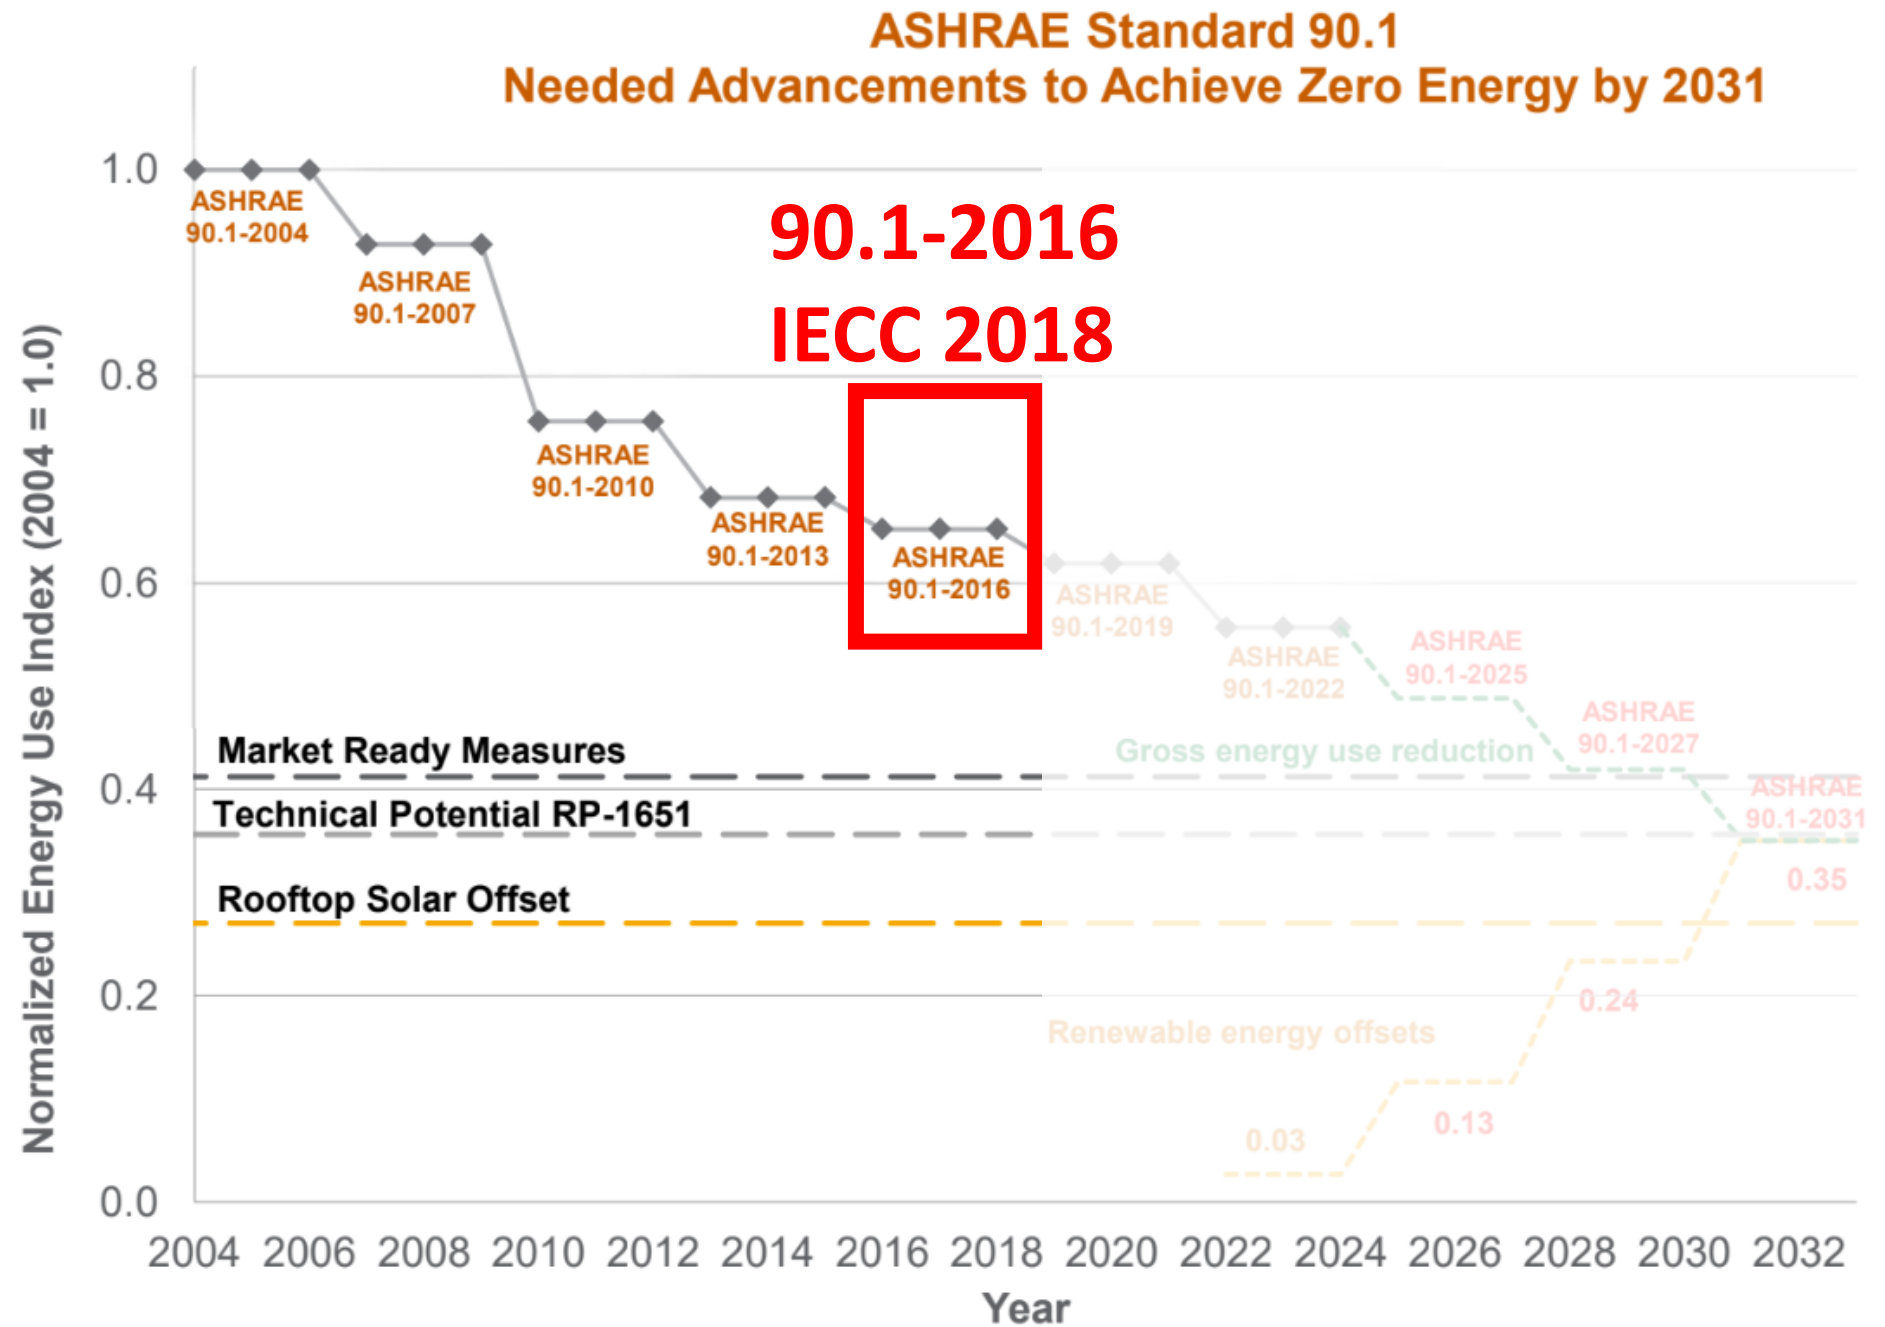 ASHRAE Standard 90.1
Needed Advancements to Achieve Zero Energy by 2031
Normalized Energy Use Index (2004 = 1.0)
1.0
0.8
0.6
0.4
0.2
0.0
ASHRAE
90.1-2004
ASHRAE
90.1-2007
90.1-2016
IECC 2018
ASHRAE
90.1-2010
ASHRAE
90.1-2013
ASHRAE
90.1-2016
ASHRAE
90.1-2019
ASHRAE
90.1-2022
ASHRAE
90.1-2025
ASHRAE
90.1-2027
ASHRAE
90.1-2031
Market Ready Measures
Gross energy use reduction
Technical Potential RP-1651
Rooftop Solar Offset
0.35
0.24
Renewable energy offsets
0.13
0.03
2004 2006 2008 2010 2012 2014 2016 2018 2020 2022 2024 2026 2028 2030 2032
Year